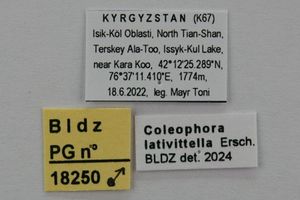 KYRGYZSTAN (K67)
Isik-Köl Oblasti, North Tian-Shan,
Terskey Ala-Too, Issyk-Kul Lake,
near Kara Koo, 42°12'25.289"N,
76°37'11.410"E, 1774m,
18.6.2022, leg. Mayr Toni
Bldz
PG nº
18250 ♂
Coleophora
lativittella Ersch.
BLDZ det. 2024